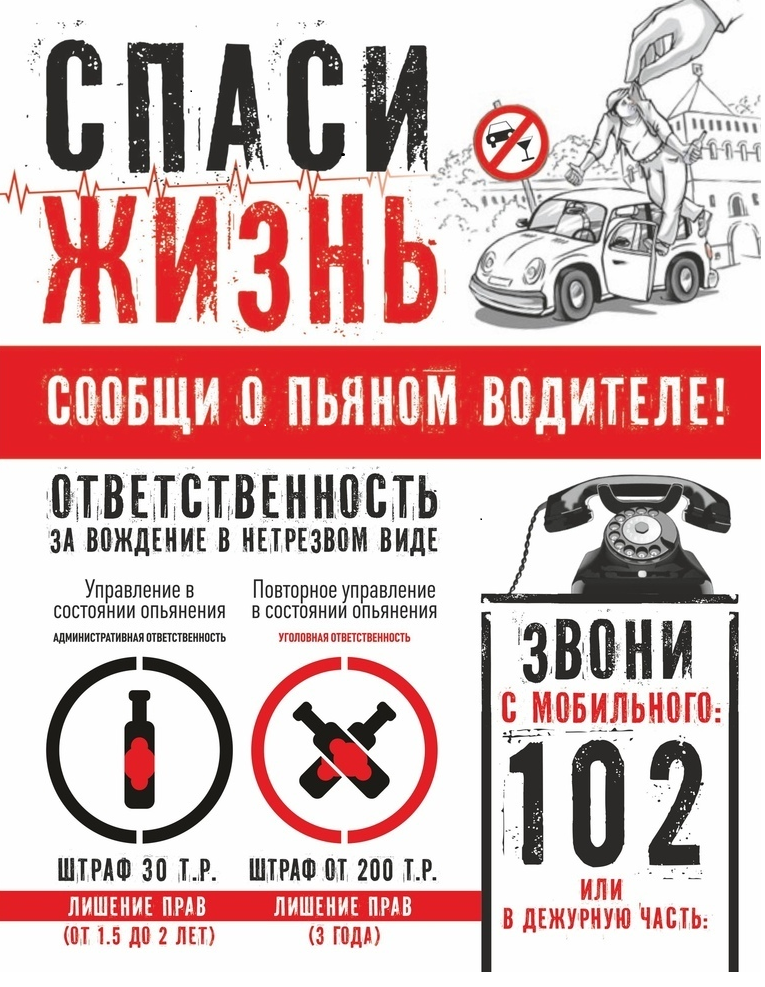 СПАСИ
ЖИЗНЬ
СООБЩИ О ПЬЯНОМ ВОДИТЕЛЕ!
ОТВЕТСТВЕННОСТЬ
ЗА ВОЖДЕНИЕ В НЕТРЕЗВОМ ВИДЕ
Управление в
состоянии опьянения
АДМИНИСТРАТИВНАЯ ОТВЕТСТВЕННОСТЬ
ШТРАФ 30 Т.Р.
ЛИШЕНИЕ ПРАВ
(ОТ 1.5 ДО 2 ЛЕТ)
Повторное управление
в состоянии опьянения
УГОЛОВНАЯ ОТВЕТСТВЕННОСТЬ
ШТРАФ ОТ 200 Т.Р.
ЛИШЕНИЕ ПРАВ
(3 ГОДА)
ЗВОНИ
С МОБИЛЬНОГО:
102
ИЛИ
В ДЕЖУРНУЮ ЧАСТЬ: